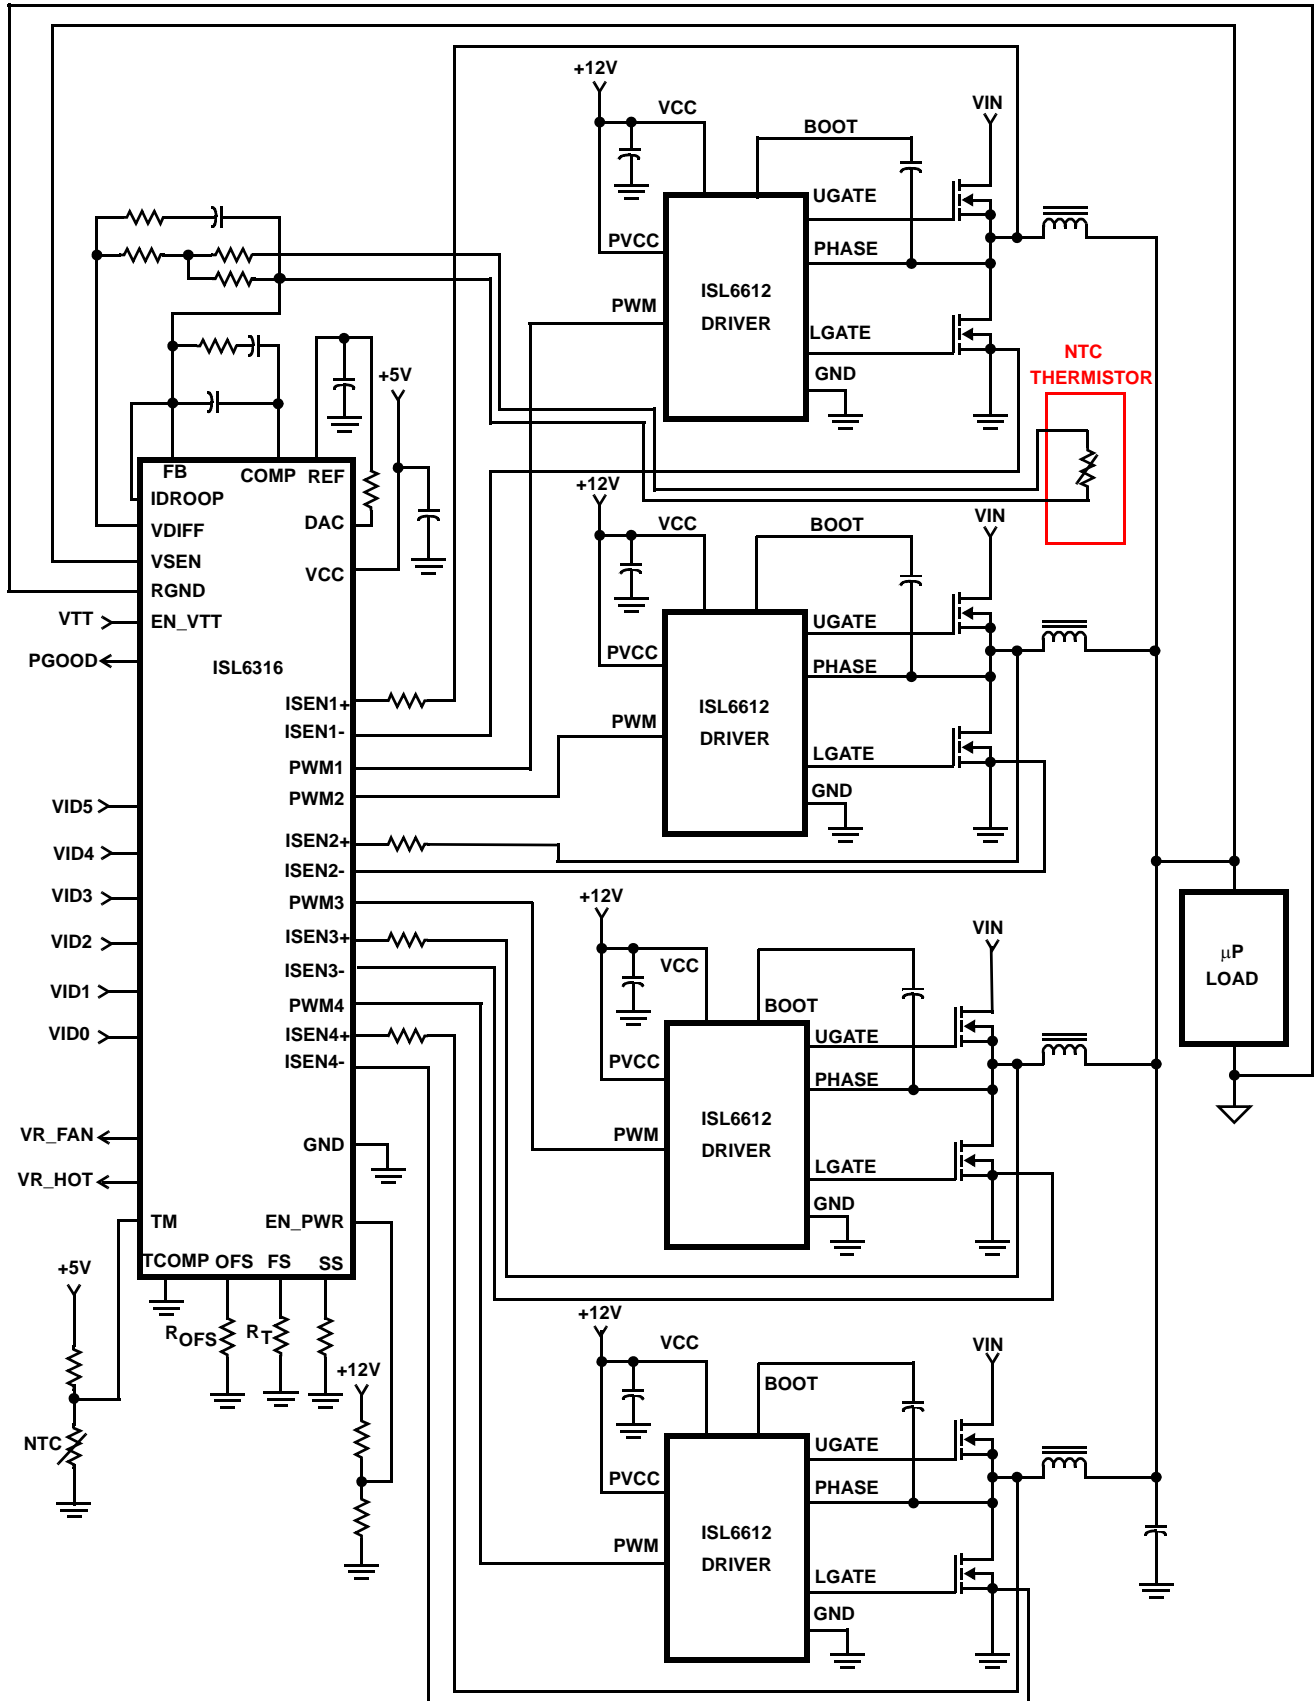 +12V
VCC
VIN
BOOT
UGATE
PVCC
PHASE
ISL6612
DRIVER
PWM
LGATE
GND
NTC
THERMISTOR
+5V
FB
COMP
REF
IDROOP
DAC
VDIFF
VSEN
VCC
RGND
VTT
EN_VTT
PGOOD
ISL6316
ISEN1+
ISEN1-
PWM1
PWM2
VID5
ISEN2+
VID4
ISEN2-
VID3
PWM3
ISEN3+
VID2
ISEN3-
VID1
PWM4
VID0
ISEN4+
ISEN4-
VR_FAN
GND
VR_HOT
TM
EN_PWR
TCOMP
OFS
FS
SS
+5V
ROFS
RT
+12V
NTC
+12V
VCC
BOOT
VIN
UGATE
PVCC
PHASE
ISL6612
DRIVER
PWM
LGATE
GND
+12V
VCC
VIN
BOOT
UGATE
PVCC
PHASE
ISL6612
DRIVER
PWM
LGATE
GND
µP
LOAD
+12V
VCC
VIN
BOOT
UGATE
PVCC
PHASE
ISL6612
DRIVER
PWM
LGATE
GND